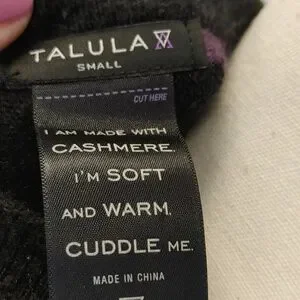 TALULA
SMALL
CUT HERE
I AM MADE WITH
CASHMERE.
I'M SOFT
AND WARM.
CUDDLE ME.
MADE IN CHINA